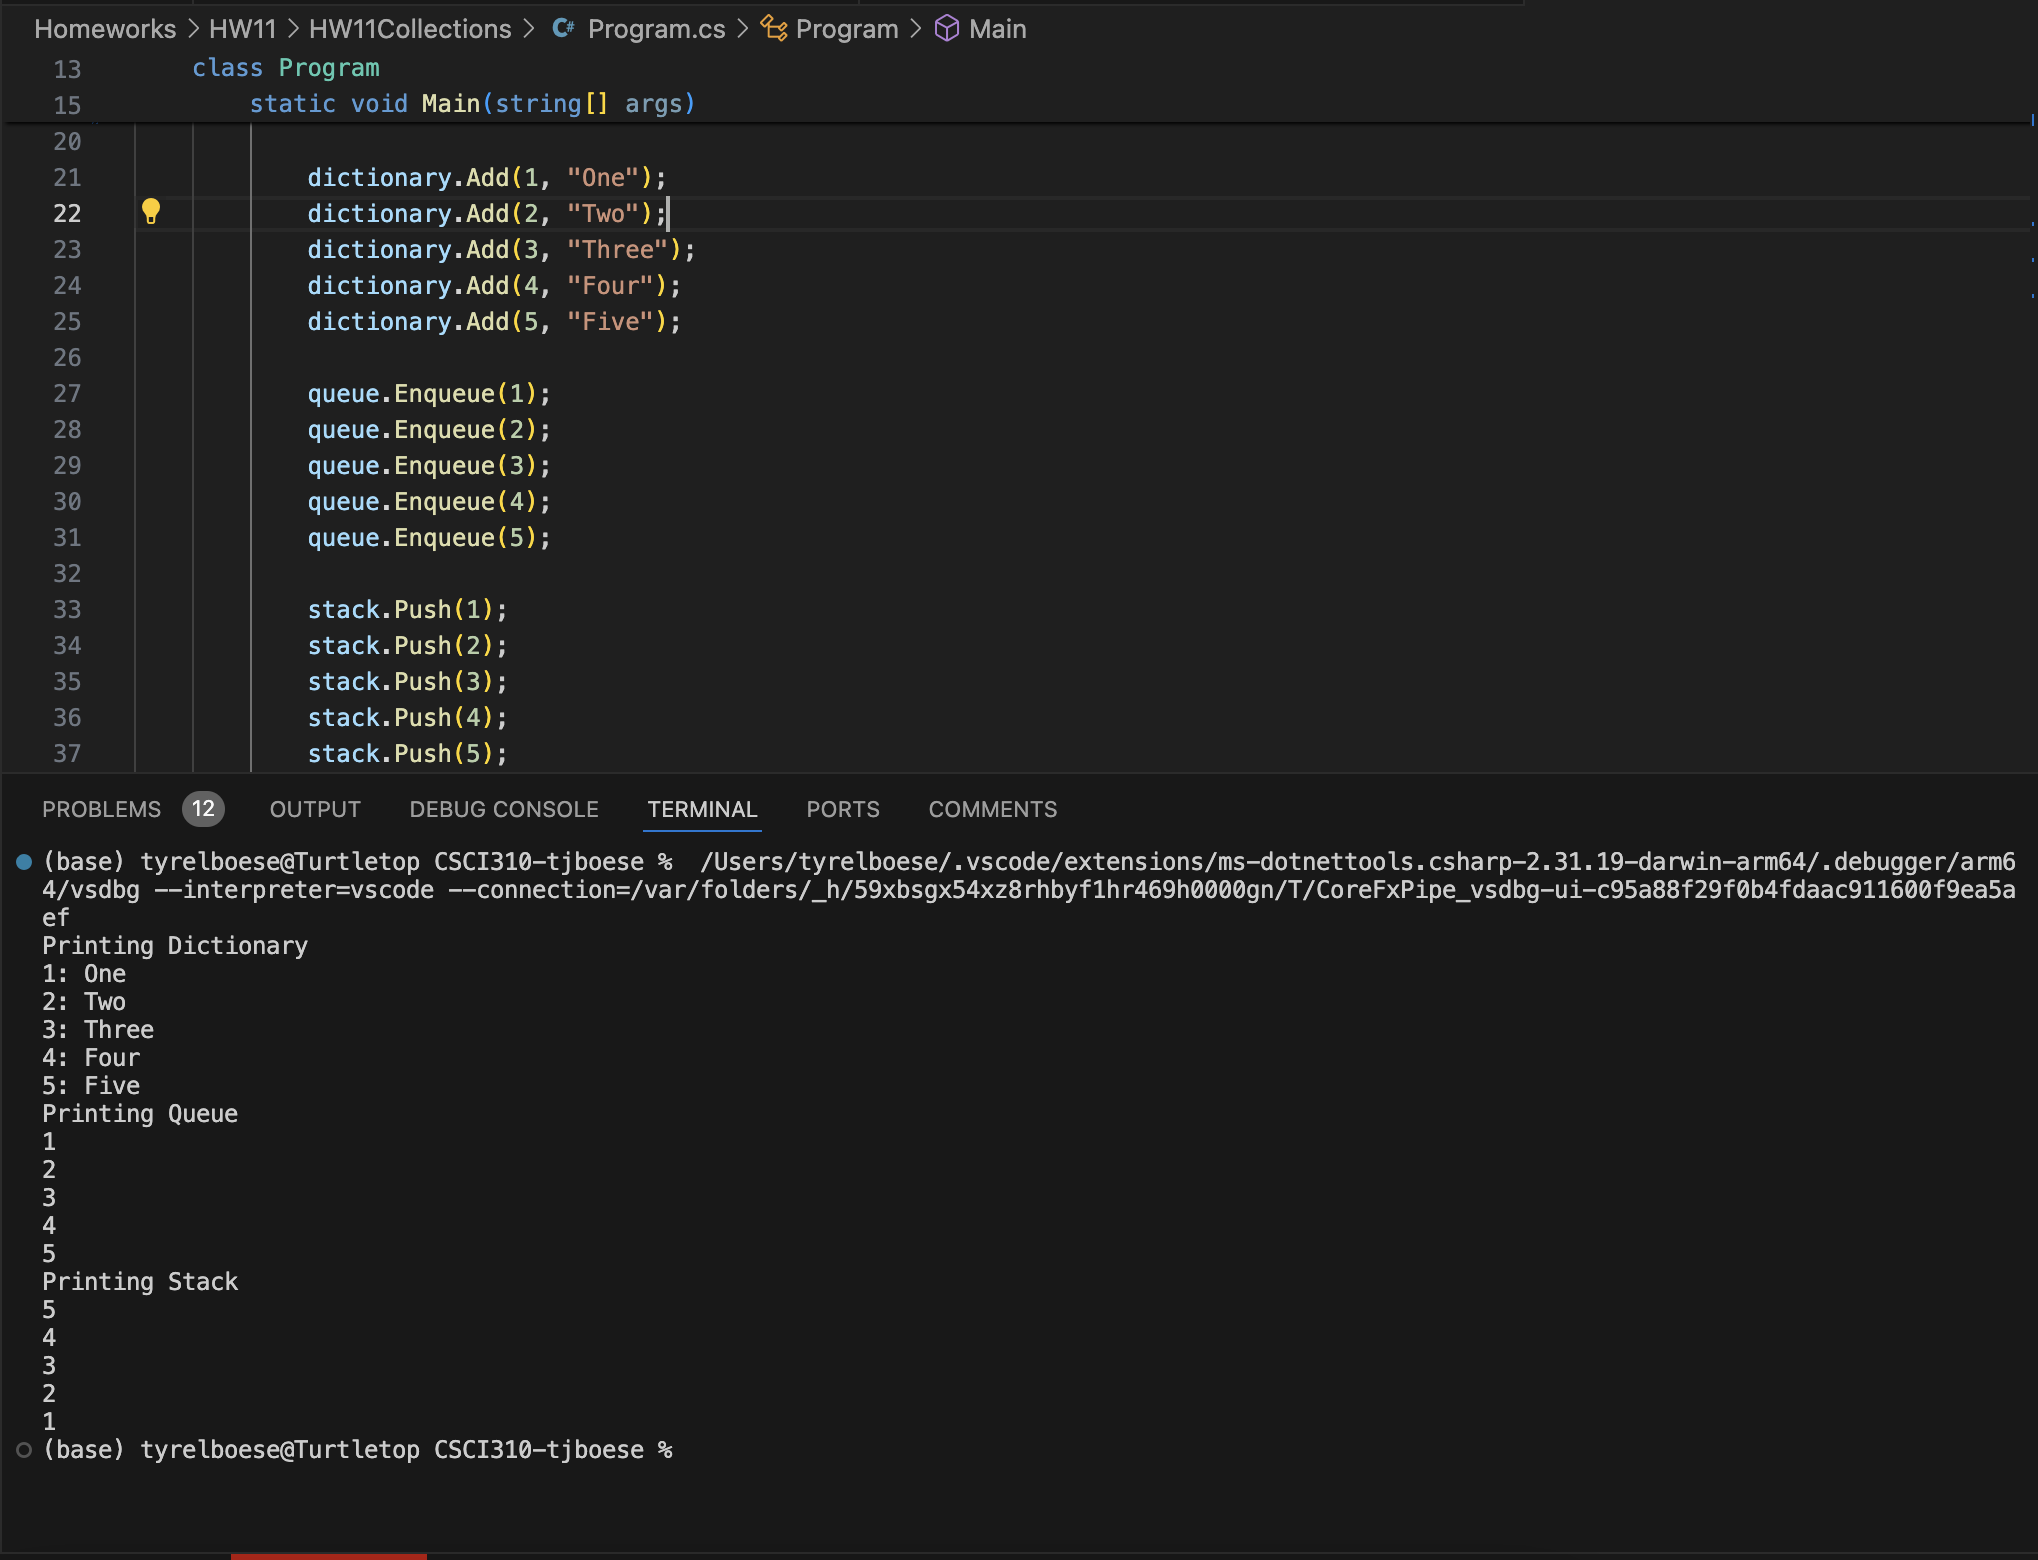 Homeworks > HW11 > HW11Collections > C# Program.cs > Program > Main
13 class Program
15 static void Main(string[] args)
20
21 dictionary.Add(1, "One");
22 dictionary.Add(2, "Two");
23 dictionary.Add(3, "Three");
24 dictionary.Add(4, "Four");
25 dictionary.Add(5, "Five");
26
27 queue.Enqueue(1);
28 queue.Enqueue(2);
29 queue.Enqueue(3);
30 queue.Enqueue(4);
31 queue.Enqueue(5);
32
33 stack.Push(1);
34 stack.Push(2);
35 stack.Push(3);
36 stack.Push(4);
37 stack.Push(5);
PROBLEMS 12 OUTPUT DEBUG CONSOLE TERMINAL PORTS COMMENTS
(base) tyrelboese@Turtletop CSCI310-tjboese %  /Users/tyrelboese/.vscode/extensions/ms-dotnettools.csharp-2.31.19-darwin-arm64/.debugger/arm6
4/vsdbg --interpreter=vscode --connection=/var/folders/_h/59xbsgx54xz8rhbyf1hr469h0000gn/T/CoreFxPipe_vsdbg-ui-c95a88f29f0b4fdaac911600f9ea5a
ef
Printing Dictionary
1: One
2: Two
3: Three
4: Four
5: Five
Printing Queue
1
2
3
4
5
Printing Stack
5
4
3
2
1
(base) tyrelboese@Turtletop CSCI310-tjboese %